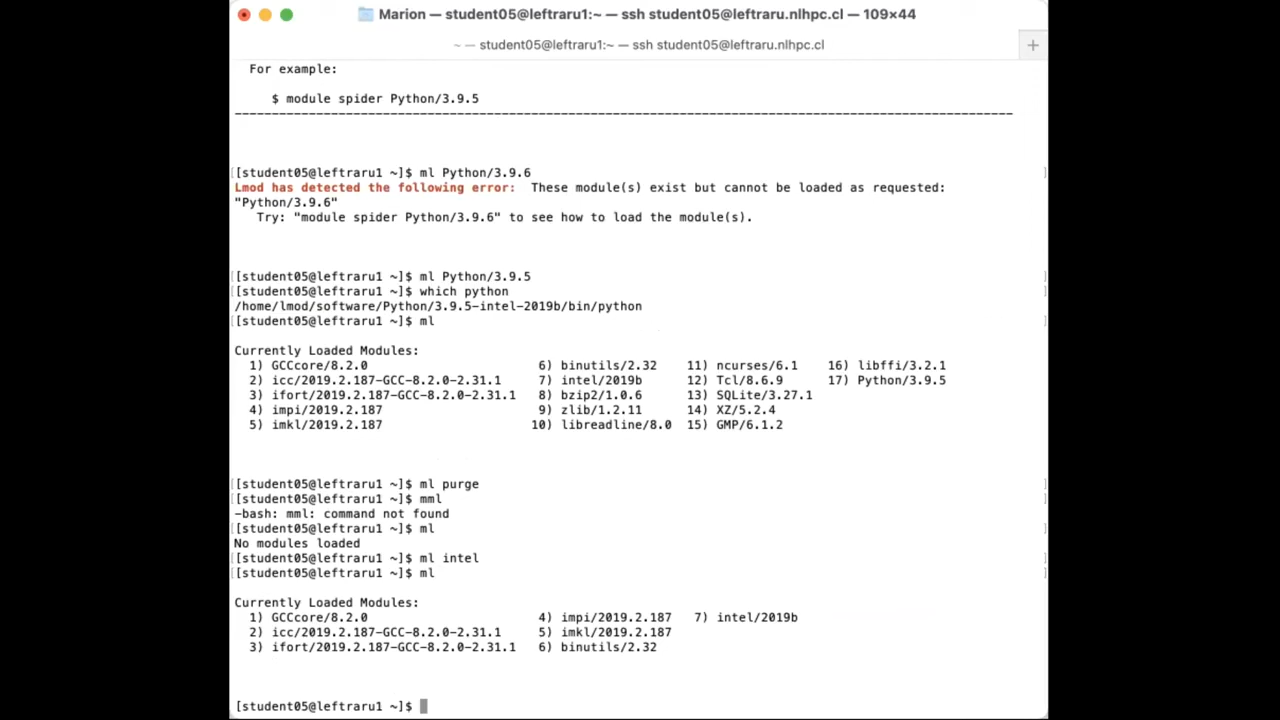 Marion — student05@leftraru1:~ — ssh student05@leftraru.nlhpc.cl — 109×44
~ — student05@leftraru1:~ — ssh student05@leftraru.nlhpc.cl
+
For example:
$ module spider Python/3.9.5
---------------------------------------------------------------------------------------------------------
[student05@leftraru1 ~]$ ml Python/3.9.6
Lmod has detected the following error:  These module(s) exist but cannot be loaded as requested:
"Python/3.9.6"
   Try: "module spider Python/3.9.6" to see how to load the module(s).
[student05@leftraru1 ~]$ ml Python/3.9.5
[student05@leftraru1 ~]$ which python
/home/lmod/software/Python/3.9.5-intel-2019b/bin/python
[student05@leftraru1 ~]$ ml
Currently Loaded Modules:
  1) GCCcore/8.2.0                       6) binutils/2.32    11) ncurses/6.1    16) libffi/3.2.1
  2) icc/2019.2.187-GCC-8.2.0-2.31.1     7) intel/2019b      12) Tcl/8.6.9      17) Python/3.9.5
  3) ifort/2019.2.187-GCC-8.2.0-2.31.1   8) bzip2/1.0.6      13) SQLite/3.27.1
  4) impi/2019.2.187                     9) zlib/1.2.11      14) XZ/5.2.4
  5) imkl/2019.2.187                    10) libreadline/8.0  15) GMP/6.1.2
[student05@leftraru1 ~]$ ml purge
[student05@leftraru1 ~]$ mml
-bash: mml: command not found
[student05@leftraru1 ~]$ ml
No modules loaded
[student05@leftraru1 ~]$ ml intel
[student05@leftraru1 ~]$ ml
Currently Loaded Modules:
  1) GCCcore/8.2.0                       4) impi/2019.2.187   7) intel/2019b
  2) icc/2019.2.187-GCC-8.2.0-2.31.1     5) imkl/2019.2.187
  3) ifort/2019.2.187-GCC-8.2.0-2.31.1   6) binutils/2.32
[student05@leftraru1 ~]$